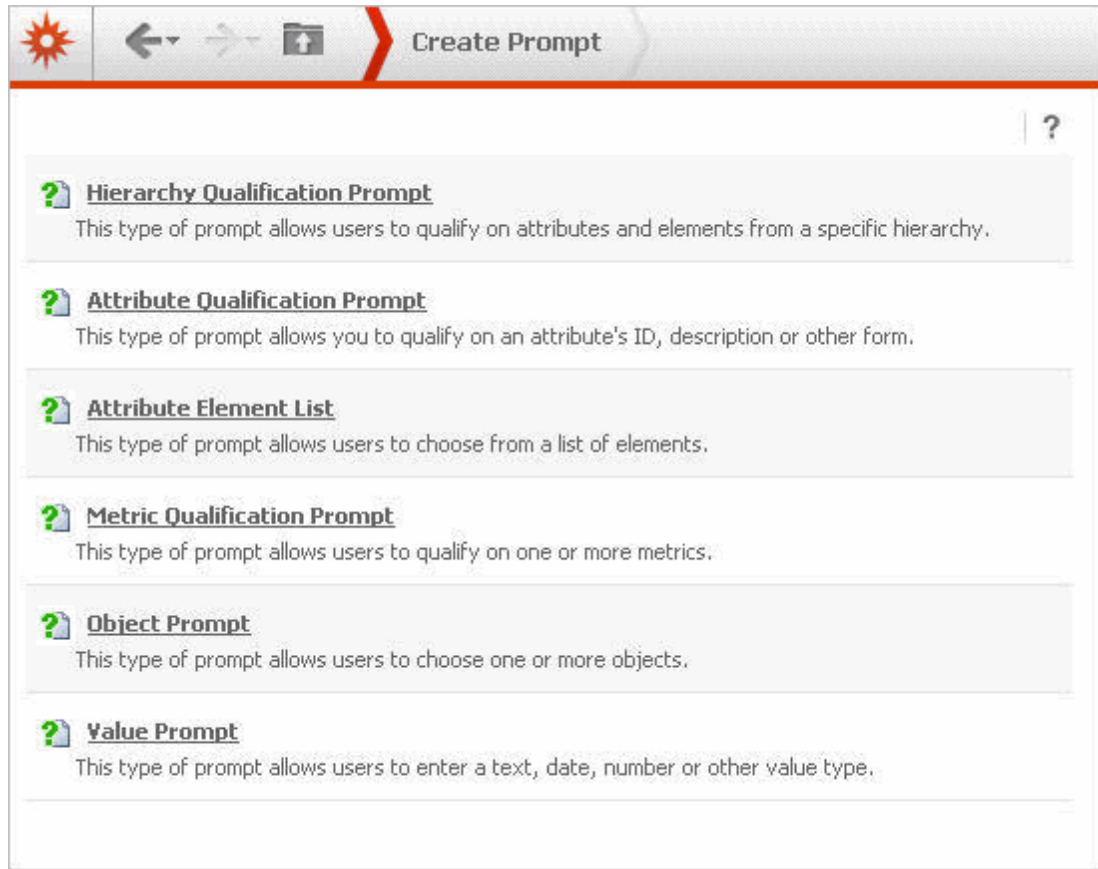 Create Prompt
?
Hierarchy Qualification Prompt
This type of prompt allows users to qualify on attributes and elements from a specific hierarchy.
Attribute Qualification Prompt
This type of prompt allows you to qualify on an attribute's ID, description or other form.
Attribute Element List
This type of prompt allows users to choose from a list of elements.
Metric Qualification Prompt
This type of prompt allows users to qualify on one or more metrics.
Object Prompt
This type of prompt allows users to choose one or more objects.
Value Prompt
This type of prompt allows users to enter a text, date, number or other value type.